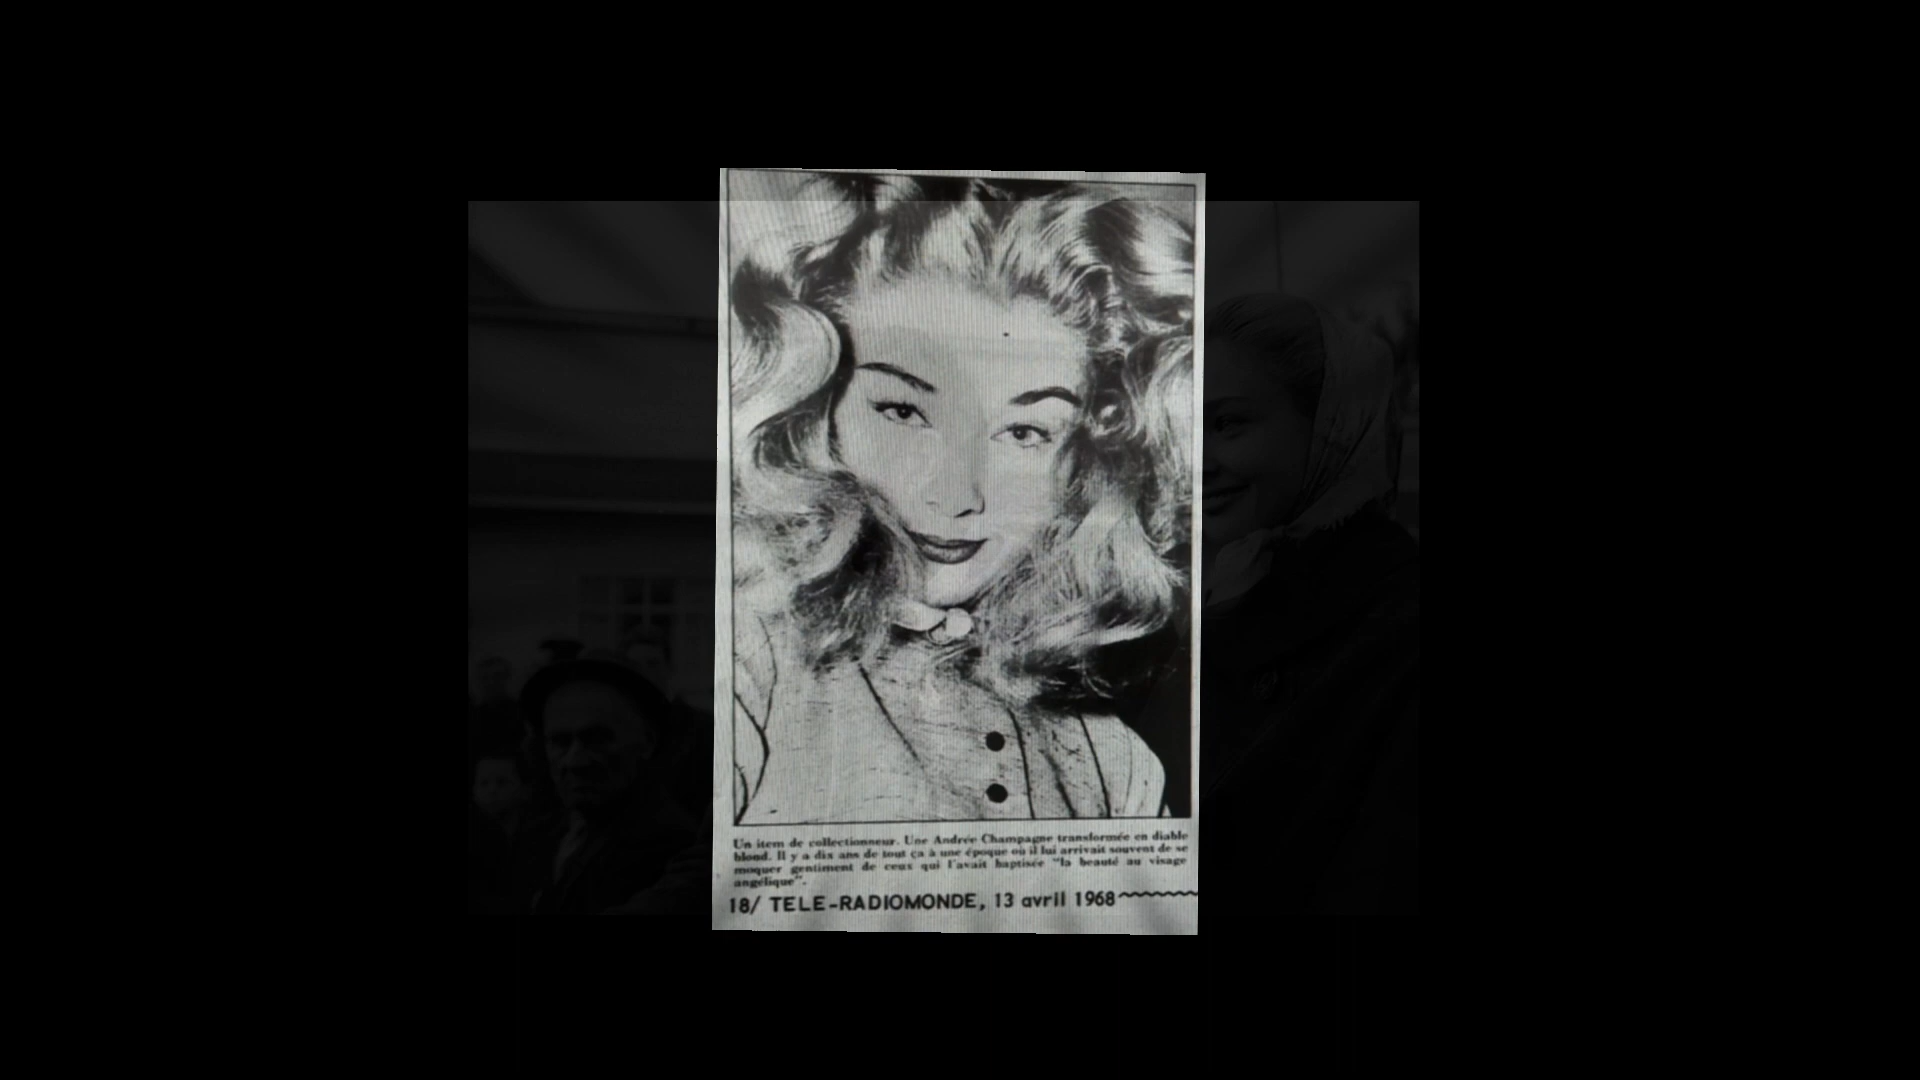 Un item de collectionneur. Une Andrée Champagne transformée en diable
blond. Il y a dix ans de tout ça à une époque où il lui arrivait souvent de se
moquer gentiment de ceux qui l'avait baptisée "la beauté au visage
angélique".
18/ TELE-RADIOMONDE, 13 avril 1968